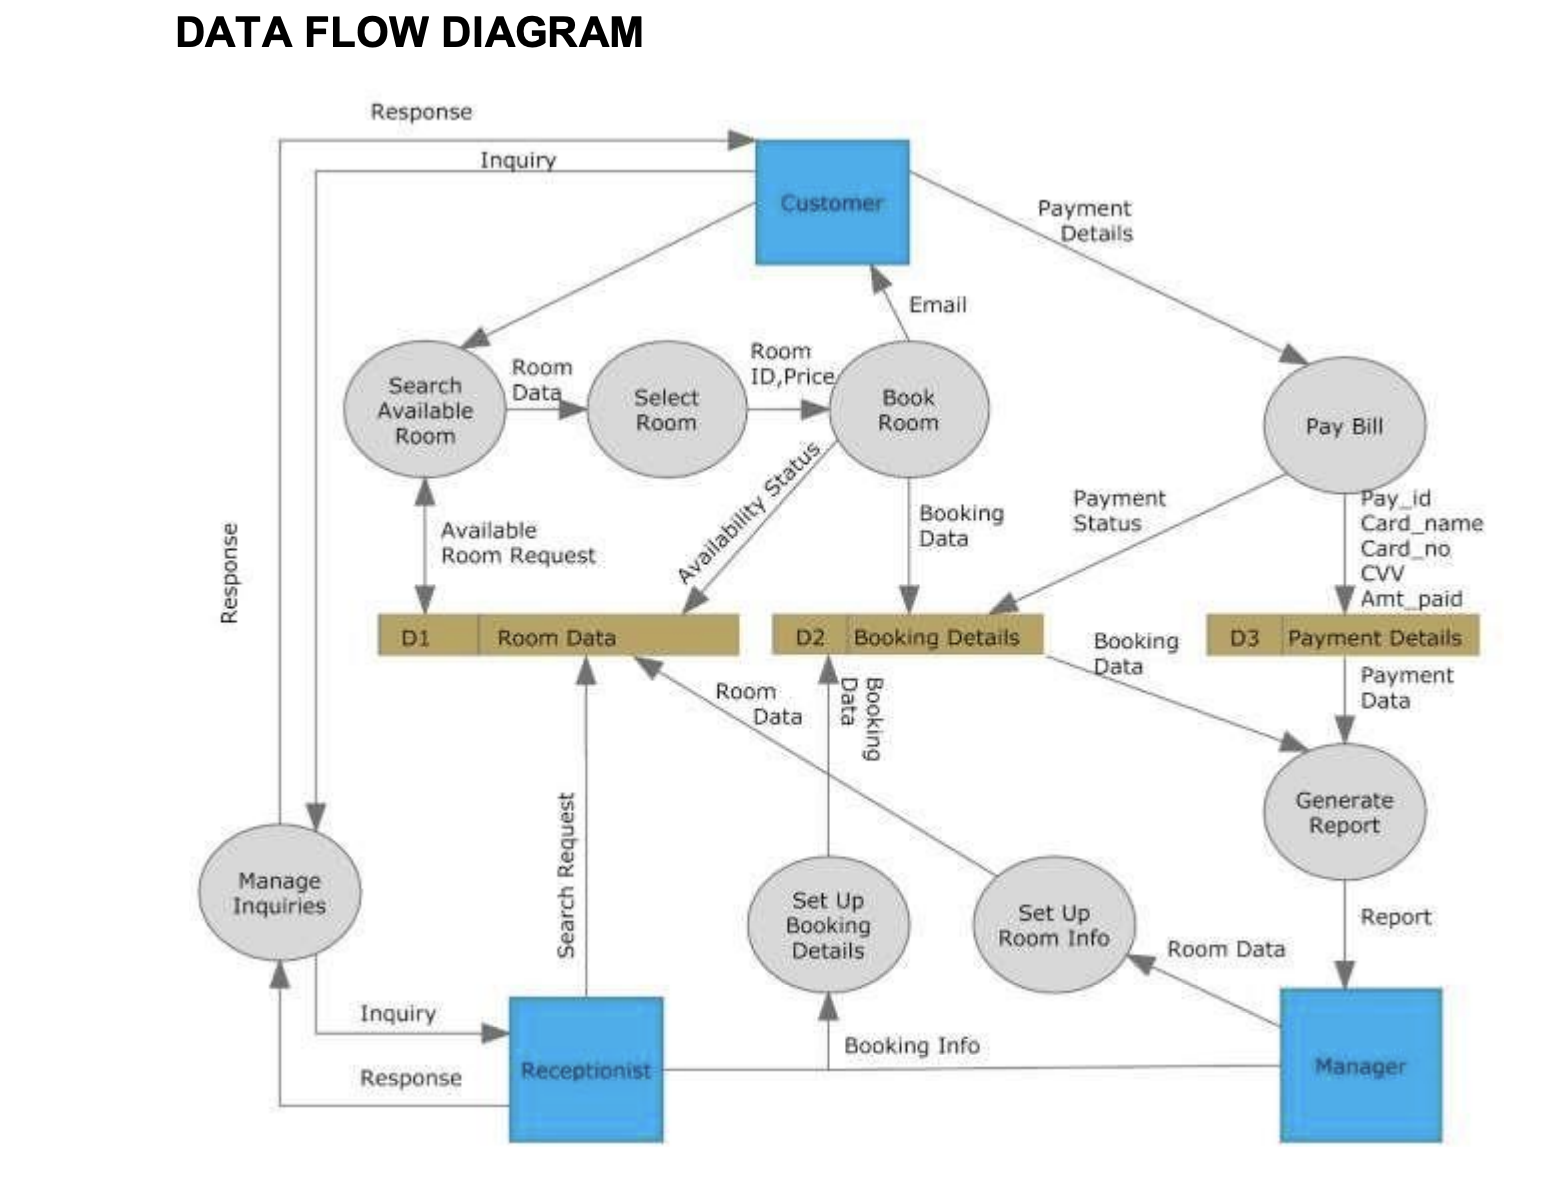 DATA FLOW DIAGRAM
Response
Inquiry
Customer
Payment
Details
Email
Search
Available
Room
Room
Data
Select
Room
Room
ID,Price
Book
Room
Pay Bill
Available
Room Request
Availability Status
Booking
Data
Payment
Status
Pay_id
Card_name
Card_no
CVV
Amt_paid
Response
D1 Room Data
D2 Booking Details
D3 Payment Details
Room
Data
Booking
Data
Booking
Data
Payment
Data
Search Request
Generate
Report
Manage
Inquiries
Set Up
Booking
Details
Set Up
Room Info
Room Data
Report
Inquiry
Response
Receptionist
Booking Info
Manager